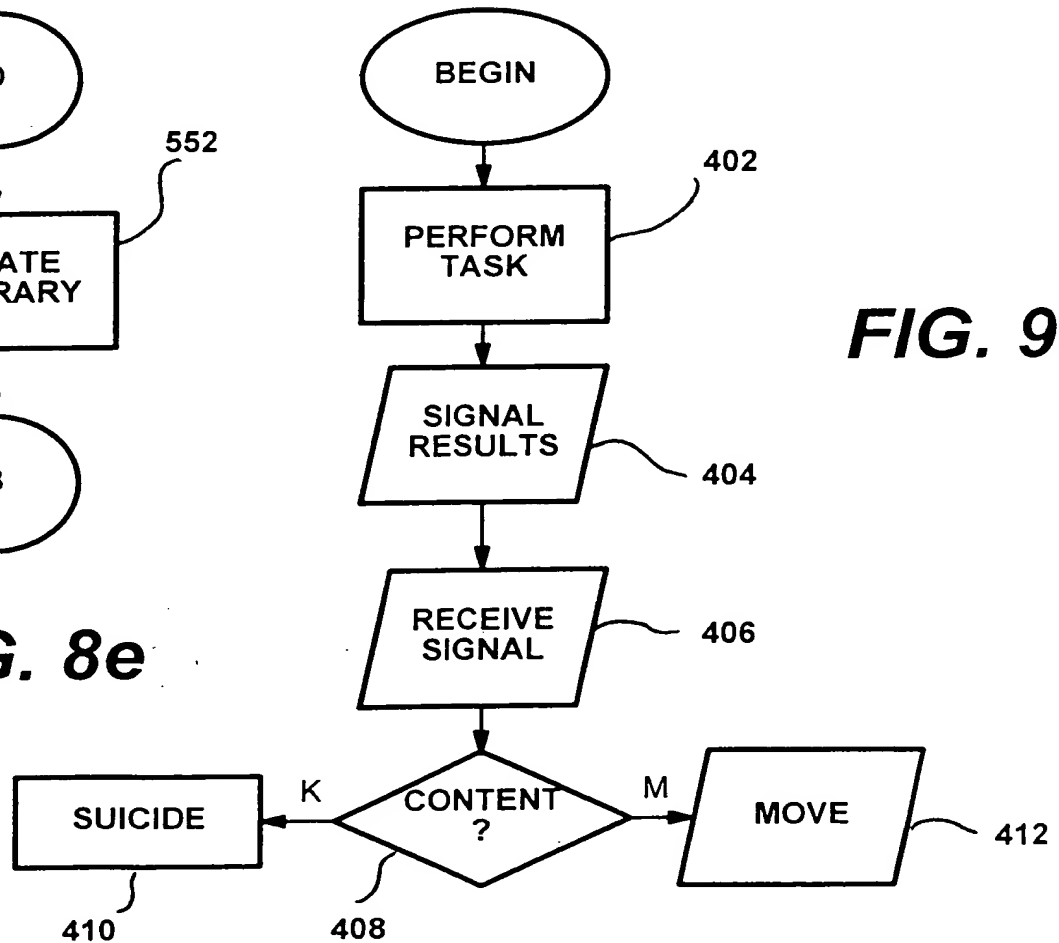 BEGIN
552
402
PERFORM
TASK
FIG. 9
SIGNAL
RESULTS
404
RECEIVE
SIGNAL
406
8e
K
CONTENT
?
M
SUICIDE
MOVE
412
410
408